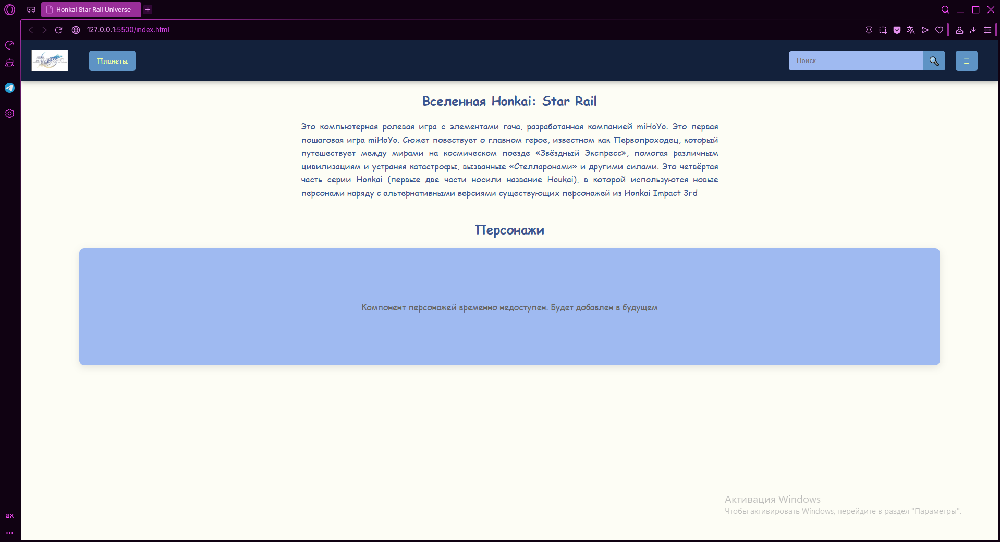 Honkai Star Rail Universe
127.0.0.1:5500/index.html
Планеты
Поиск...
Вселенная Honkai: Star Rail
Это компьютерная ролевая игра с элементами гача, разработанная компанией miHoYo. Это первая
пошаговая игра miHoYo. Сюжет повествует о главном герое, известном как Первопроходец, который
путешествует между мирами на космическом поезде «Звёздный Экспресс», помогая различным
цивилизациям и устраняя катастрофы, вызванные «Стелларонами» и другими силами. Это четвёртая
часть серии Honkai (первые две части носили название Houkai), в которой используются новые
персонажи наряду с альтернативными версиями существующих персонажей из Honkai Impact 3rd
Персонажи
Компонент персонажей временно недоступен. Будет добавлен в будущем
Активация Windows
Чтобы активировать Windows, перейдите в раздел "Параметры".
GX